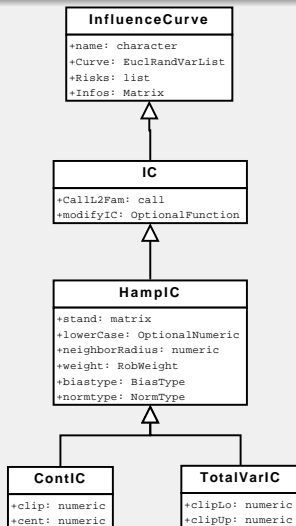 InfluenceCurve
+name: character
+Curve: EuclRandVarList
+Risks: list
+Infos: Matrix
IC
+CallL2Fam: call
+modifyIC: OptionalFunction
HampIC
+stand: matrix
+lowerCase: OptionalNumeric
+neighborRadius: numeric
+weight: RobWeight
+biastype: BiasType
+normtype: NormType
ContIC
+clip: numeric
+cent: numeric
TotalVarIC
+clipLo: numeric
+clipUp: numeric